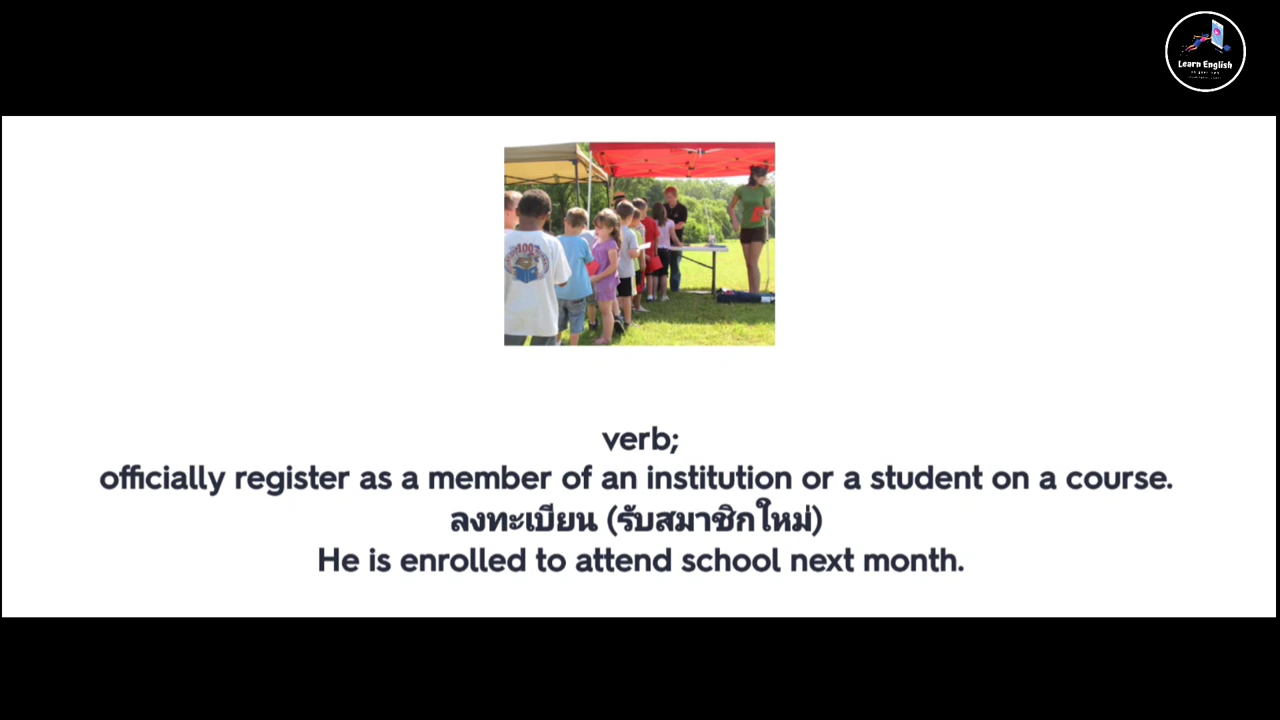 Learn English
100
verb;
officially register as a member of an institution or a student on a course.
ลงทะเบียน (รับสมาชิกใหม่)
He is enrolled to attend school next month.